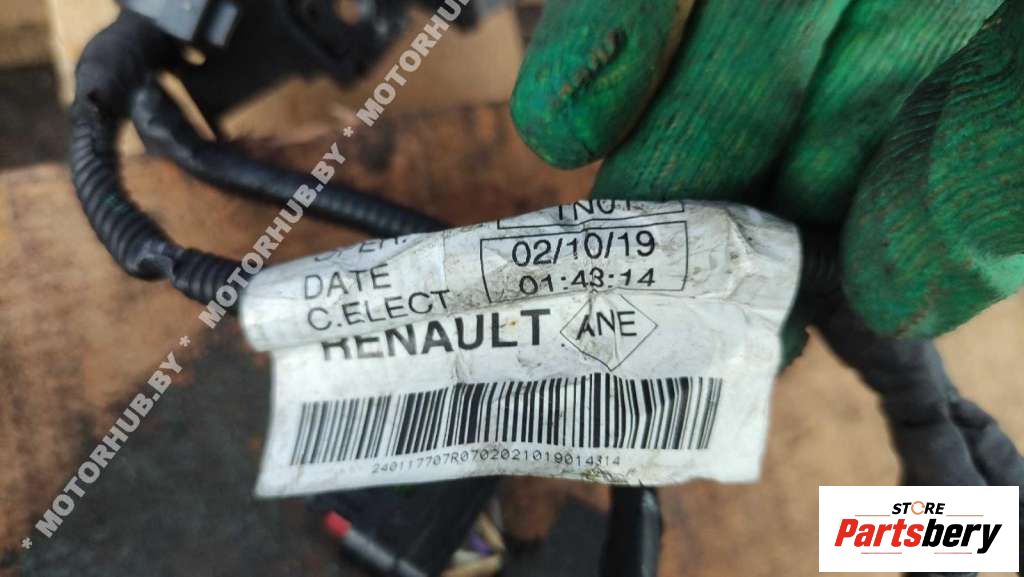 1N01
02/10/19
DATE
01:43:14
C.ELECT
RENAULT ANE
240117707R0702021019014314
* MOTORHUB.BY * MOTORHUB.BY * MOTORHUB.BY * MOTORHUB
STORE
Partsbery